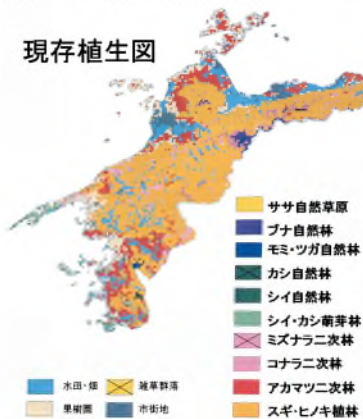 現存植生図
ササ自然草原
ブナ自然林
モミ・ツガ自然林
カシ自然林
シイ自然林
シイ・カシ萌芽林
ミズナラ二次林
コナラ二次林
アカマツ二次林
スギ・ヒノキ植林
水田・畑
雑草群落
果樹園
市街地